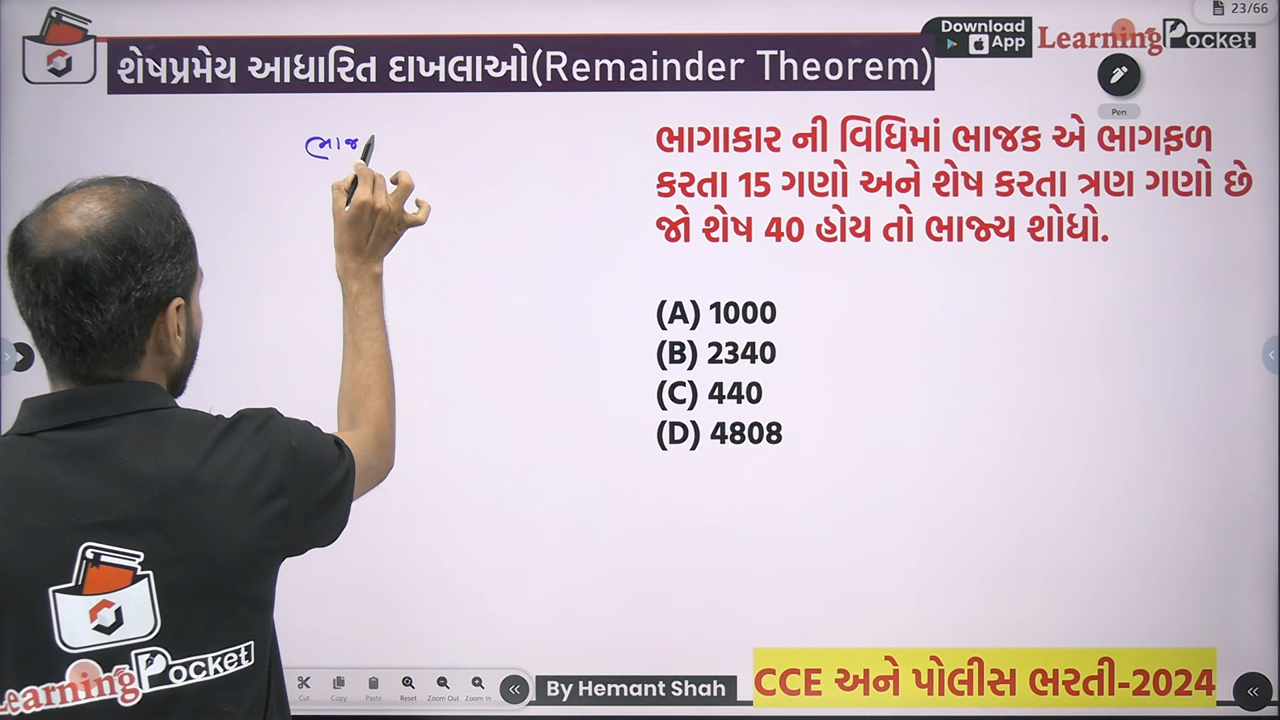 23/66
Download
App
Learning Pocket
શેષપ્રમેય આધારિત દાખલાઓ(Remainder Theorem)
Pen
ભાજ
ભાગાકાર ની વિધિમાં ભાજક એ ભાગફળ
કરતા 15 ગણો અને શેષ કરતા ત્રણ ગણો છે
જો શેષ 40 હોય તો ભાજ્ય શોધો.
(A) 1000
(B) 2340
(C) 440
(D) 4808
Learning Pocket
Cut Copy Paste Reset Zoom Out Zoom In
By Hemant Shah
CCE અને પોલીસ ભરતી-2024